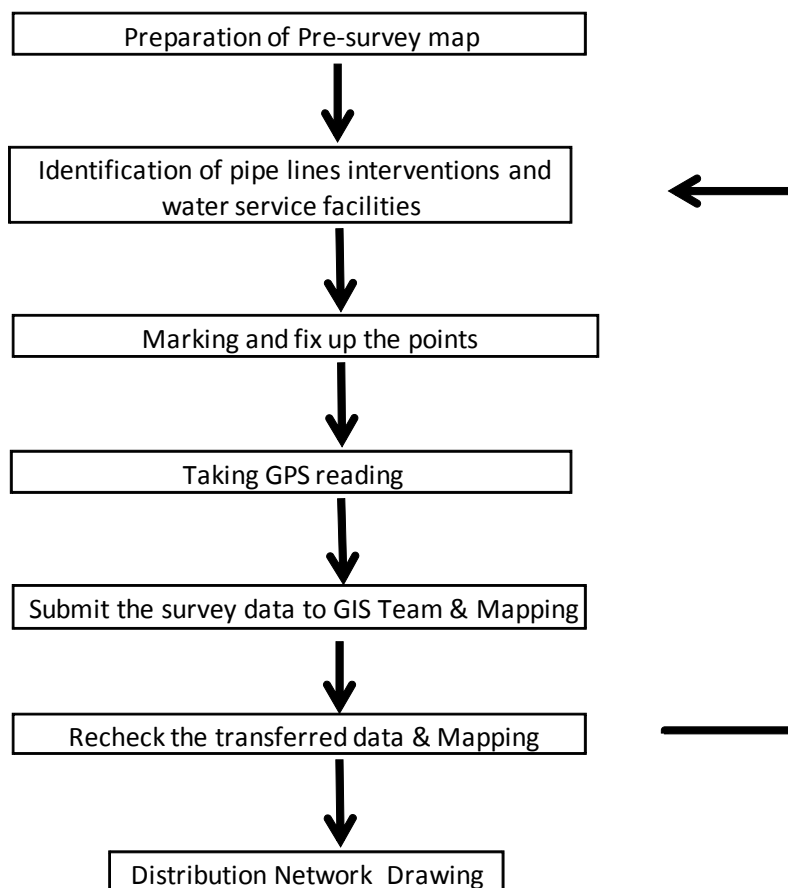 Preparation of Pre-survey map
Identification of pipe lines interventions and
water service facilities
Marking and fix up the points
Taking GPS reading
Submit the survey data to GIS Team & Mapping
Recheck the transferred data & Mapping
Distribution Network Drawing